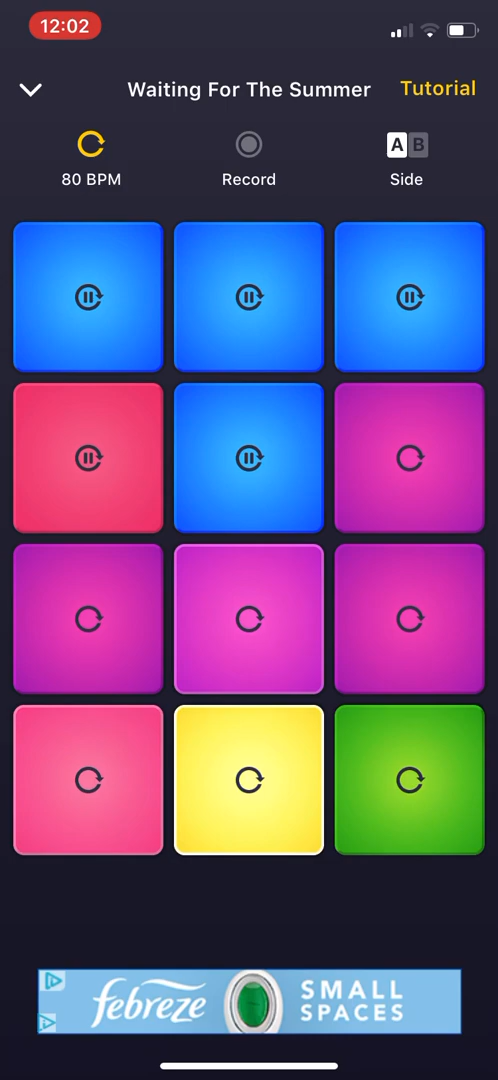 12:02
Waiting For The Summer
Tutorial
A B
80 BPM
Record
Side
febreze
SMALL
SPACES